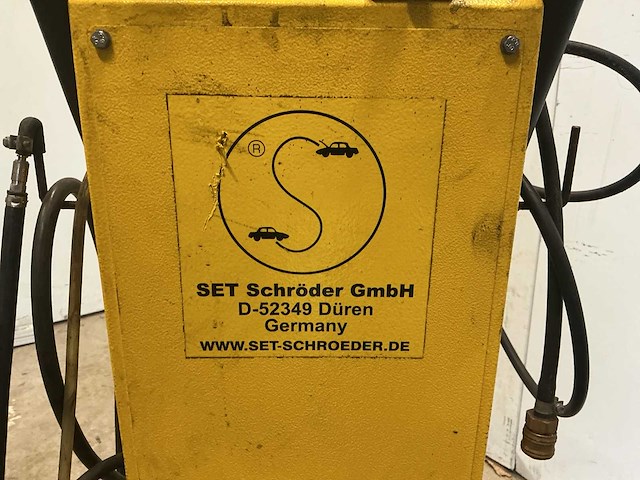 ®
SET Schröder GmbH
D-52349 Düren
Germany
WWW.SET-SCHROEDER.DE